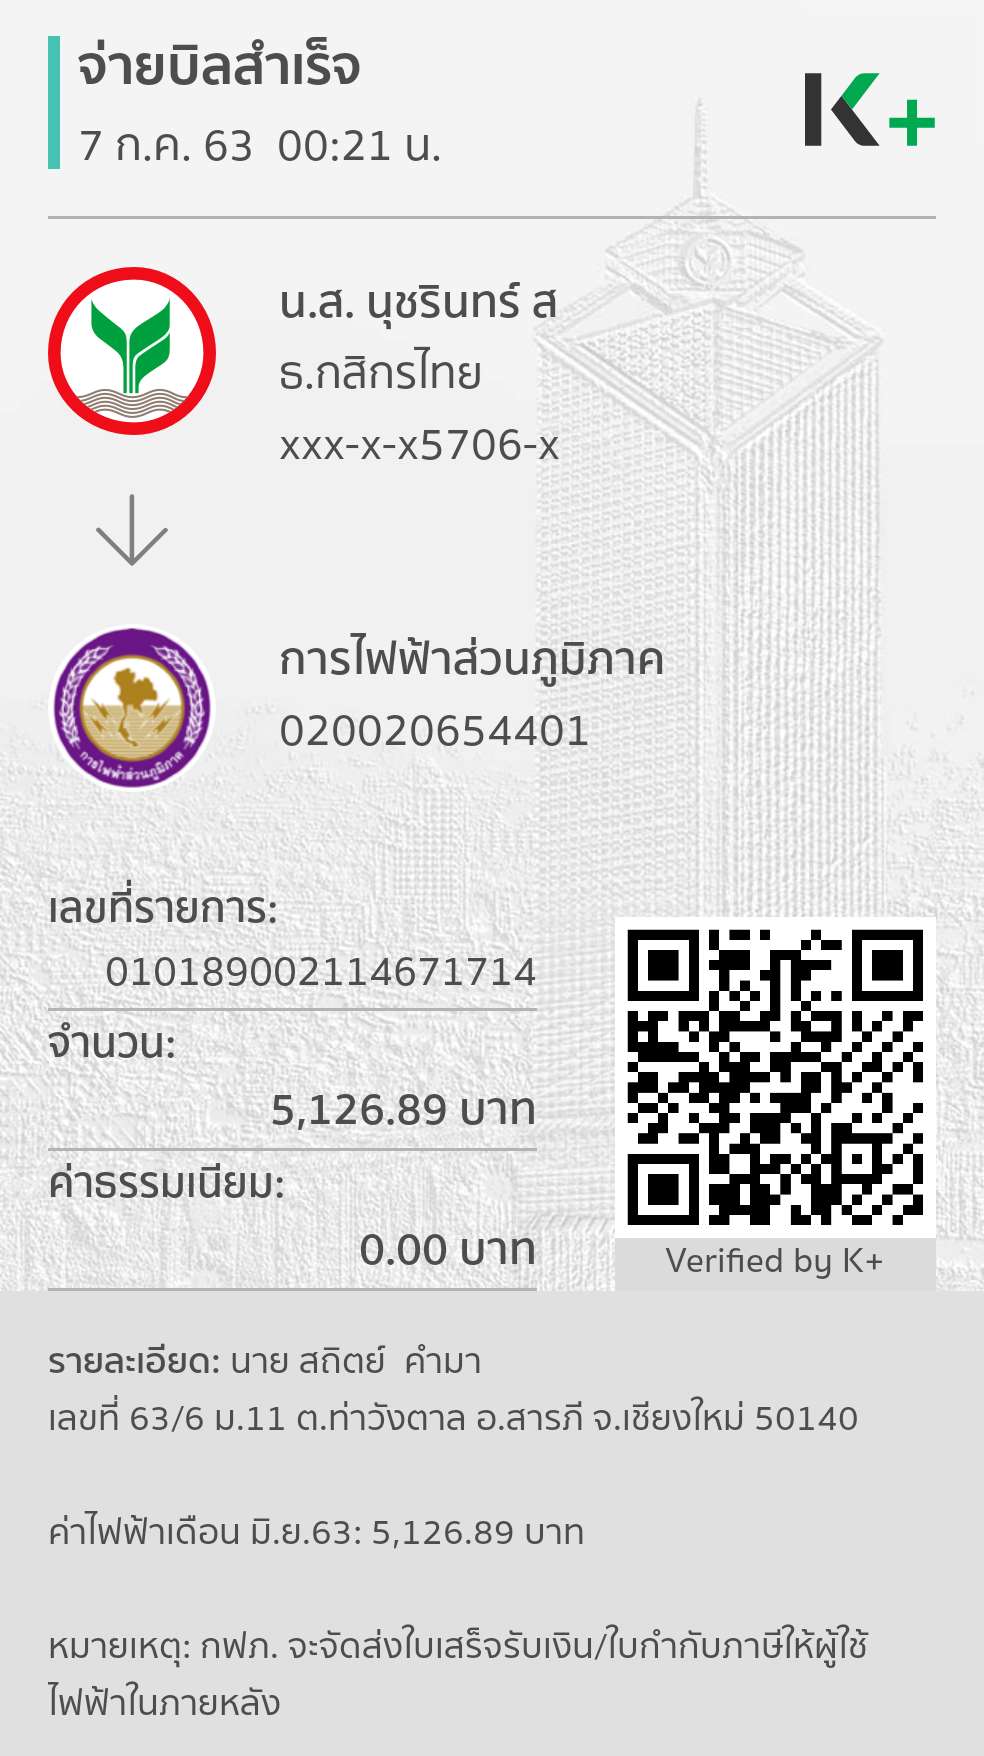 จ่ายบิลสำเร็จ
7 ก.ค. 63  00:21 น.
K+
น.ส. นุชรินทร์ ส
ธ.กสิกรไทย
xxx-x-x5706-x
การไฟฟ้าส่วนภูมิภาค
020020654401
การไฟฟ้าส่วนภูมิภาค
เลขที่รายการ:
010189002114671714
จำนวน:
5,126.89 บาท
ค่าธรรมเนียม:
0.00 บาท
Verified by K+
รายละเอียด: นาย สถิตย์  คำมา
เลขที่ 63/6 ม.11 ต.ท่าวังตาล อ.สารภี จ.เชียงใหม่ 50140
ค่าไฟฟ้าเดือน มิ.ย.63: 5,126.89 บาท
หมายเหตุ: กฟภ. จะจัดส่งใบเสร็จรับเงิน/ใบกำกับภาษีให้ผู้ใช้
ไฟฟ้าในภายหลัง